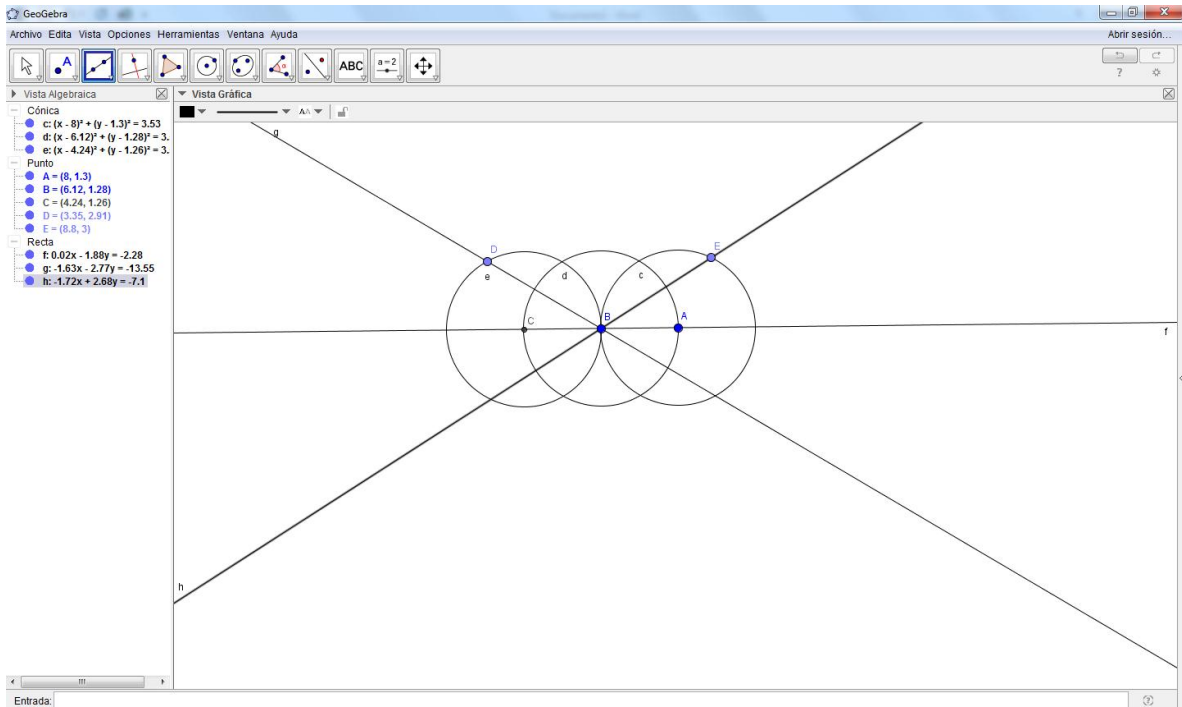 GeoGebra
Archivo Edita Vista Opciones Herramientas Ventana Ayuda
Abrir sesión...
A
ABC
a=2
α
?
Vista Algebraica
Vista Gráfica
AA
Cónica
c: (x - 8)² + (y - 1.3)² = 3.53
d: (x - 6.12)² + (y - 1.28)² = 3.
e: (x - 4.24)² + (y - 1.26)² = 3.
Punto
A = (8, 1.3)
B = (6.12, 1.28)
C = (4.24, 1.26)
D = (3.35, 2.91)
E = (8.8, 3)
Recta
f: 0.02x - 1.88y = -2.28
g: -1.63x - 2.77y = -13.55
h: -1.72x + 2.68y = -7.1
g
D
E
e
d
c
C
B
A
f
h
Entrada:
?